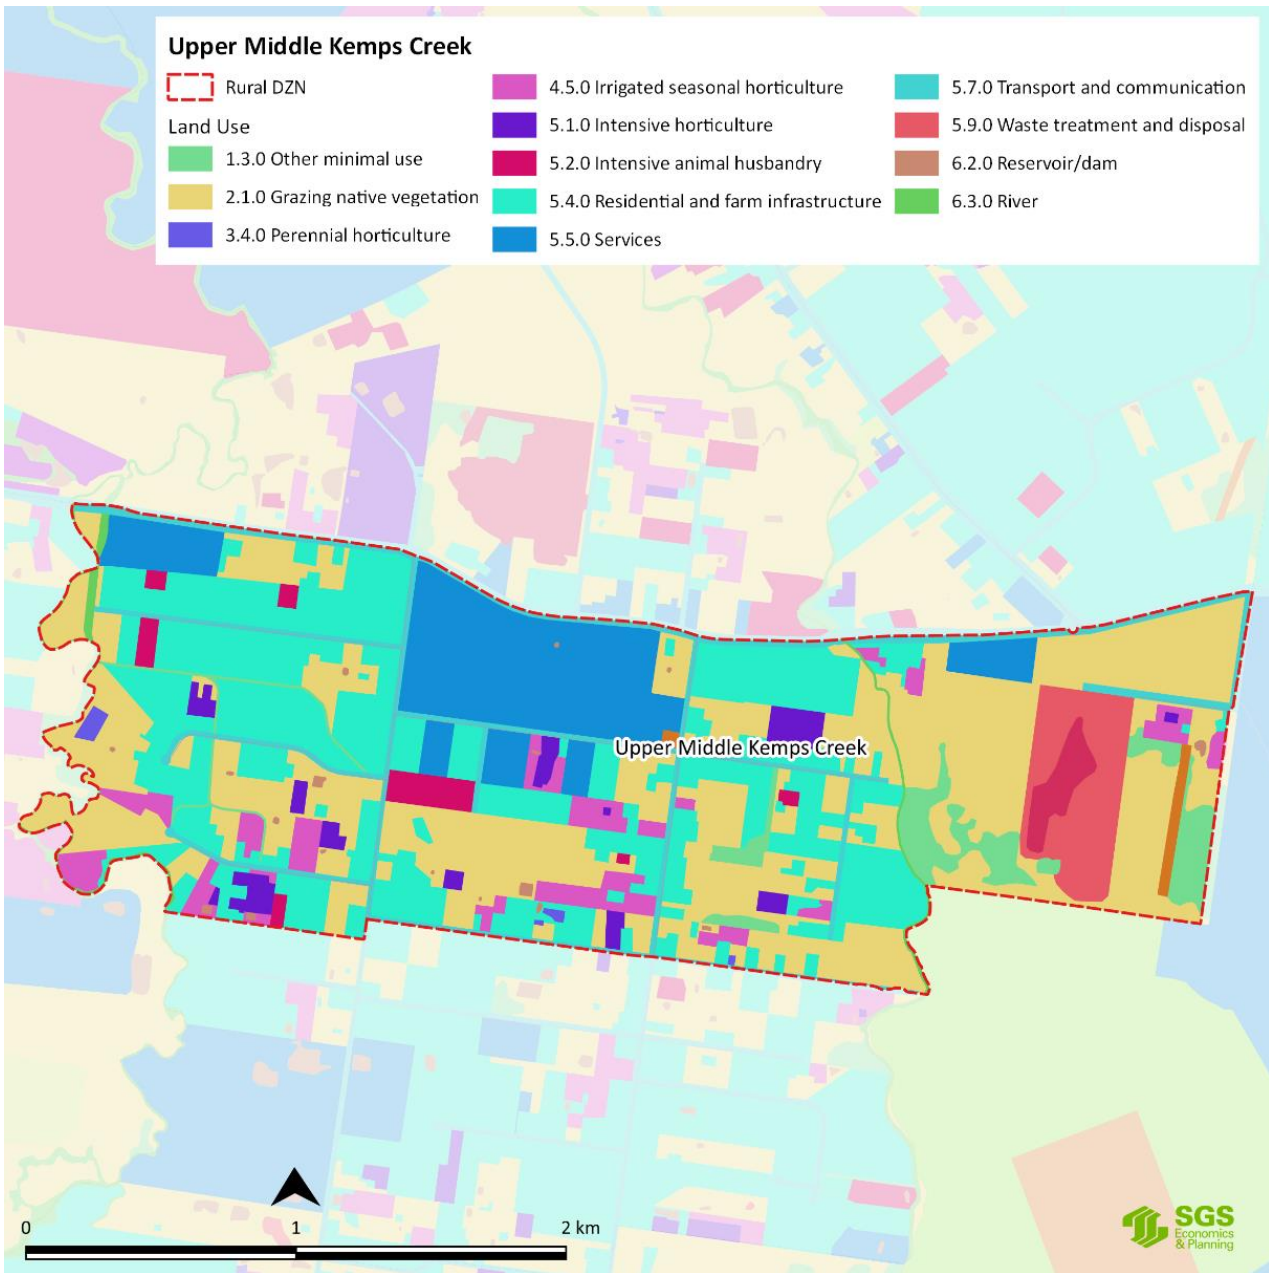 Upper Middle Kemps Creek
Rural DZN
Land Use
1.3.0 Other minimal use
2.1.0 Grazing native vegetation
3.4.0 Perennial horticulture
4.5.0 Irrigated seasonal horticulture
5.1.0 Intensive horticulture
5.2.0 Intensive animal husbandry
5.4.0 Residential and farm infrastructure
5.5.0 Services
5.7.0 Transport and communication
5.9.0 Waste treatment and disposal
6.2.0 Reservoir/dam
6.3.0 River
Upper Middle Kemps Creek
0 1 2 km
SGS
Economics
& Planning